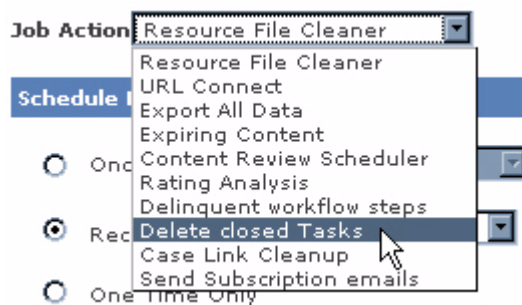 Job Action Resource File Cleaner
Resource File Cleaner
URL Connect
Schedule
Export All Data
Expiring Content
Content Review Scheduler
Rating Analysis
Delinquent workflow steps
Delete closed Tasks
Case Link Cleanup
Send Subscription emails
One Time Only